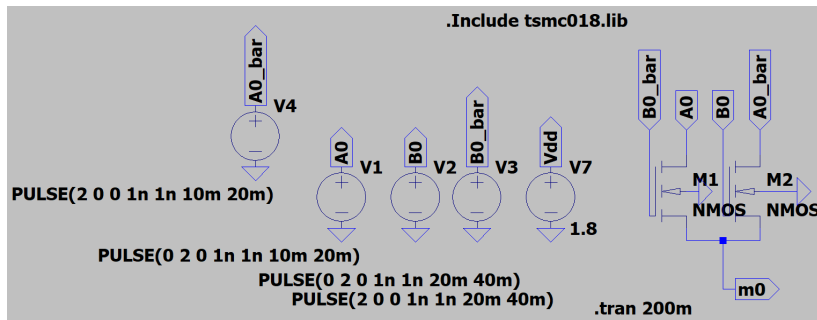 .Include tsmc018.lib
A0_bar
V4
PULSE(2 0 0 1n 1n 10m 20m)
A0
V1
PULSE(0 2 0 1n 1n 10m 20m)
B0
V2
PULSE(0 2 0 1n 1n 20m 40m)
B0_bar
V3
PULSE(2 0 0 1n 1n 20m 40m)
Vdd
V7
1.8
B0_bar
A0
B0
A0_bar
M1
NMOS
M2
NMOS
m0
.tran 200m